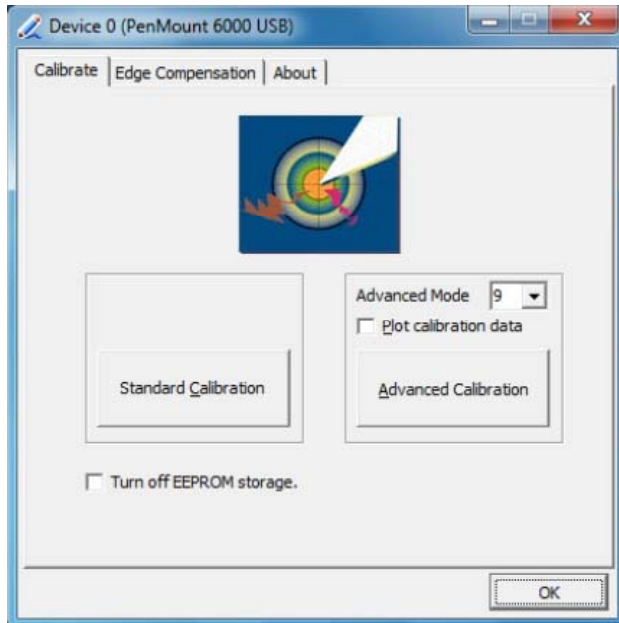 Device 0 (PenMount 6000 USB)
Calibrate Edge Compensation About
Advanced Mode 9
Plot calibration data
Standard Calibration
Advanced Calibration
Turn off EEPROM storage.
OK